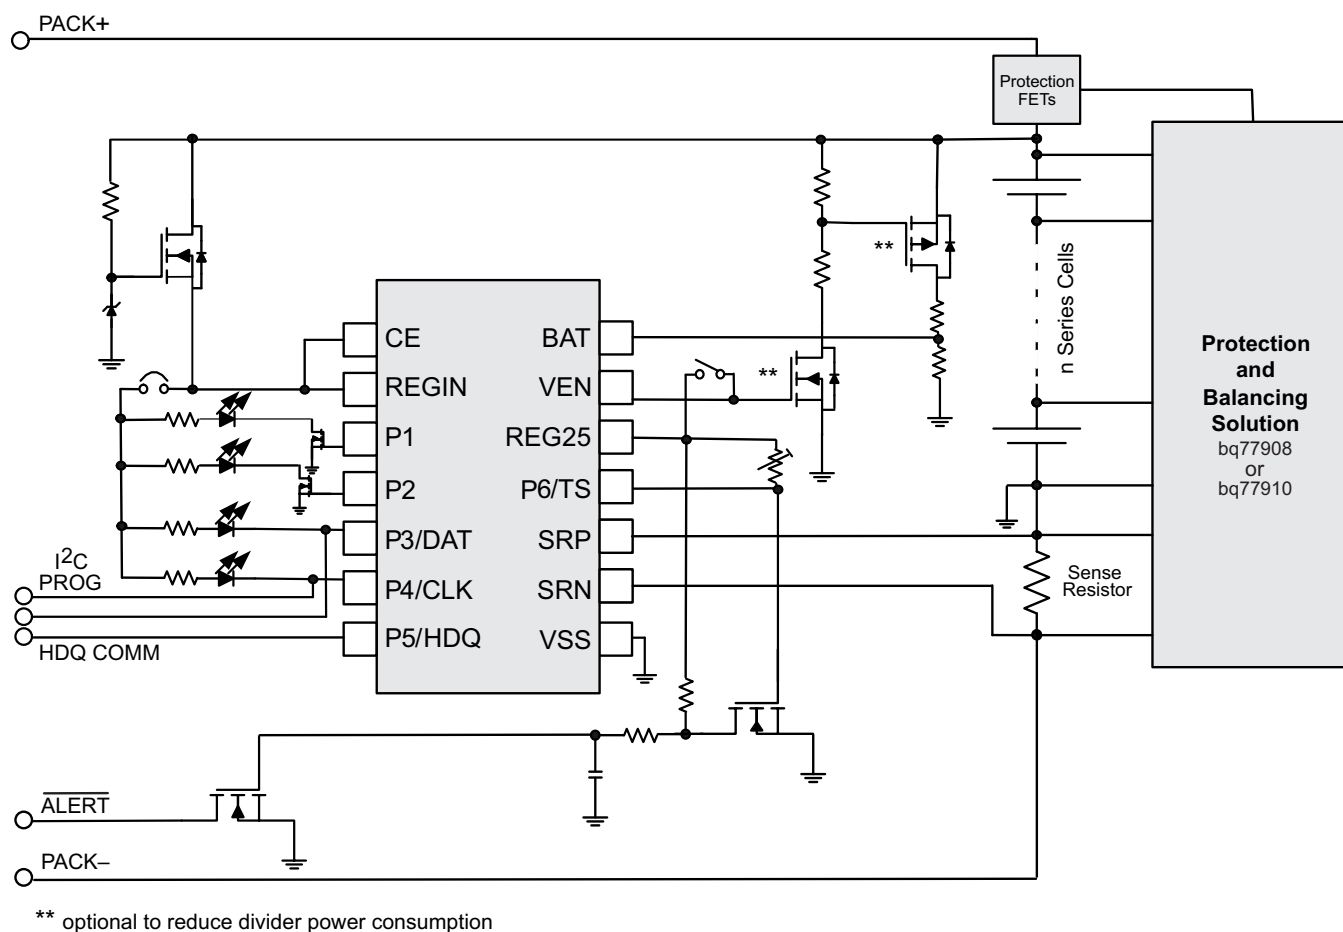 PACK+
Protection
FETs
**
n Series Cells
Protection
and
Balancing
Solution
bq77908
or
bq77910
CE
REGIN
P1
P2
P3/DAT
P4/CLK
P5/HDQ
BAT
VEN
REG25
P6/TS
SRP
SRN
VSS
**
I²C
PROG
HDQ COMM
Sense
Resistor
ALERT
PACK–
** optional to reduce divider power consumption